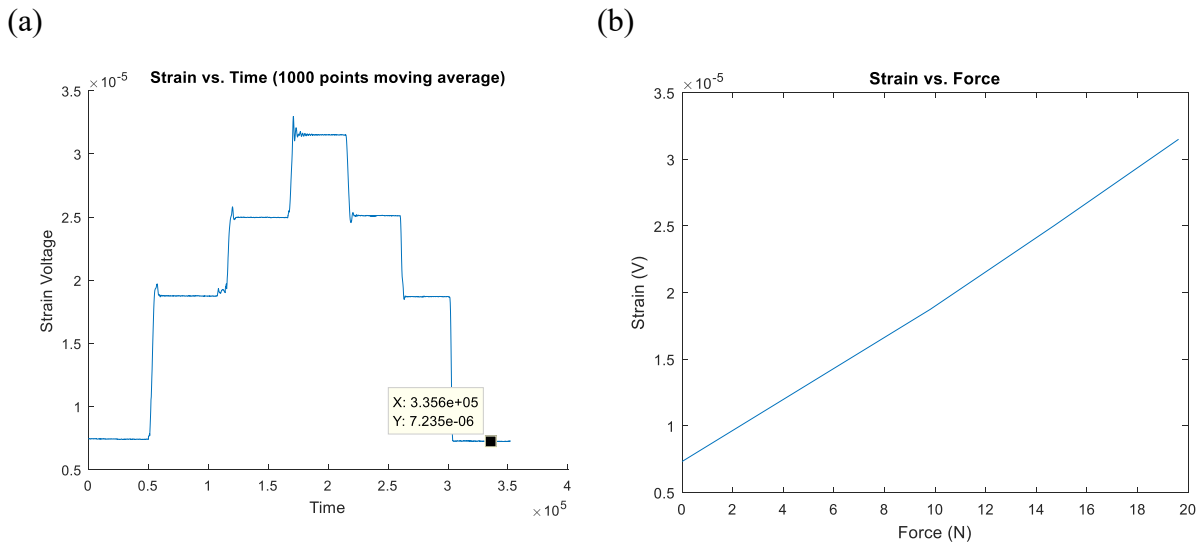 (a)
(b)
Strain vs. Time (1000 points moving average)
×10⁻⁵
3.5
3
2.5
2
1.5
1
0.5
Strain Voltage
X: 3.356e+05
Y: 7.235e-06
0 0.5 1 1.5 2 2.5 3 3.5 4
Time
×10⁵
Strain vs. Force
×10⁻⁵
3.5
3
2.5
2
1.5
1
0.5
Strain (V)
0 2 4 6 8 10 12 14 16 18 20
Force (N)